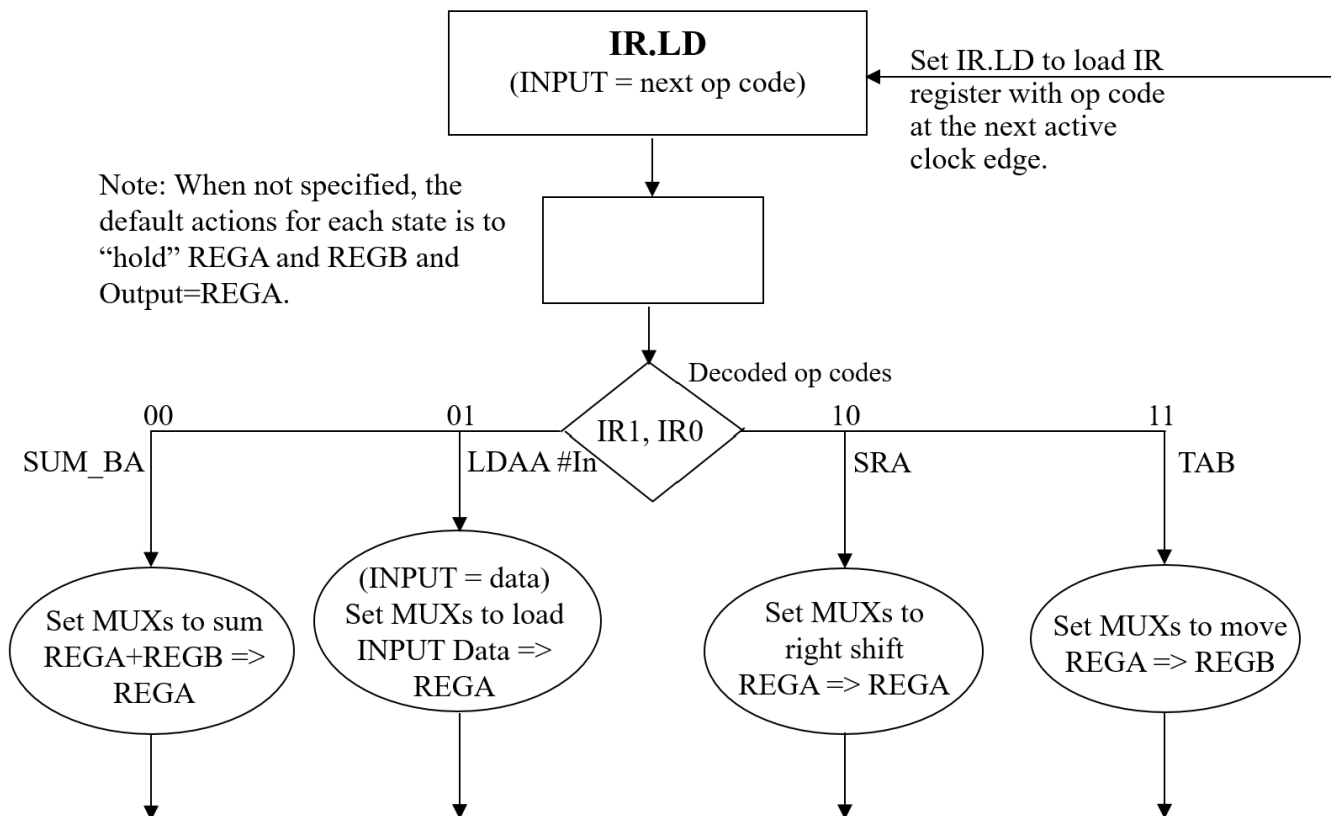 IR.LD
(INPUT = next op code)
Set IR.LD to load IR
register with op code
at the next active
clock edge.
Note: When not specified, the
default actions for each state is to
“hold” REGA and REGB and
Output=REGA.
Decoded op codes
IR1, IR0
00
01
10
11
SUM_BA
LDAA #In
SRA
TAB
Set MUXs to sum
REGA+REGB =>
REGA
(INPUT = data)
Set MUXs to load
INPUT Data =>
REGA
Set MUXs to
right shift
REGA => REGA
Set MUXs to move
REGA => REGB